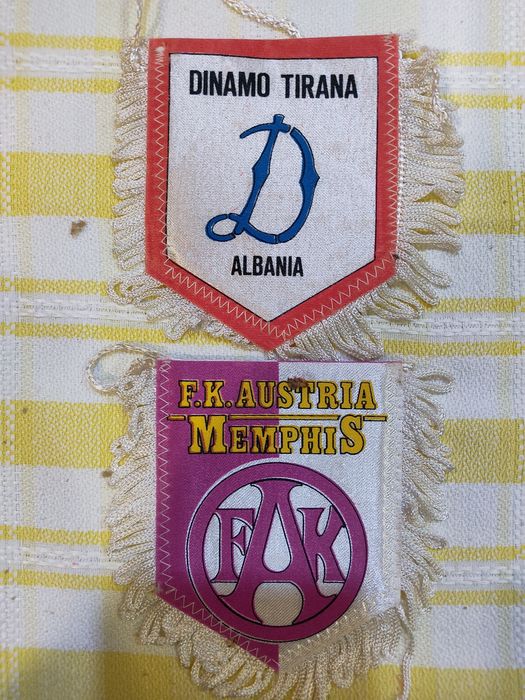 DINAMO TIRANA
D
ALBANIA
F.K. AUSTRIA
MEMPHIS
FAK